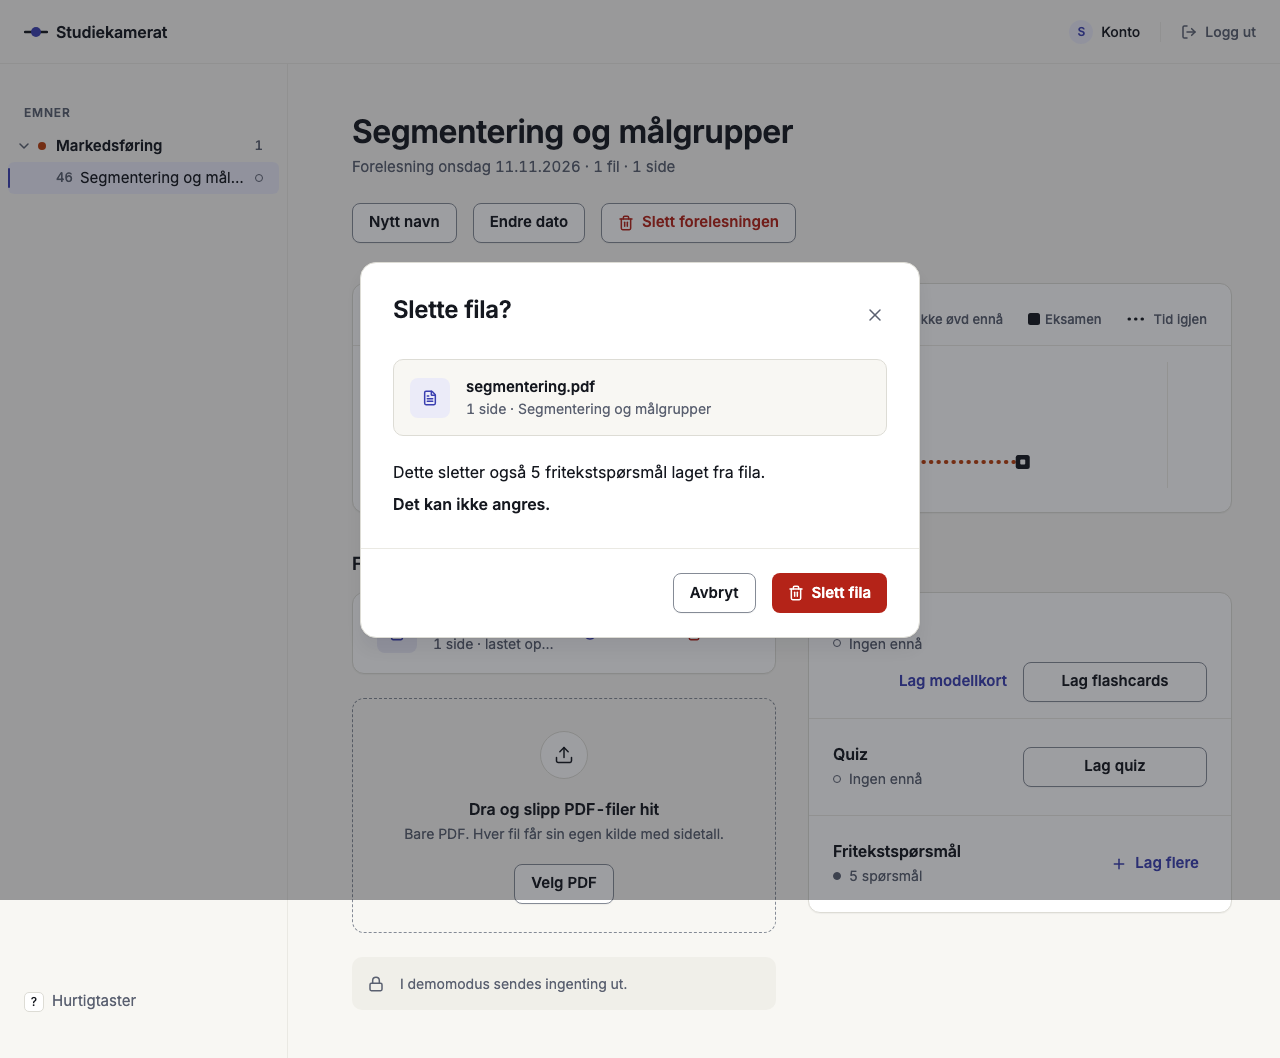 Studiekamerat
S Konto
Logg ut
EMNER
Markedsføring 1
46 Segmentering og mål...
Segmentering og målgrupper
Forelesning onsdag 11.11.2026 · 1 fil · 1 side
Nytt navn
Endre dato
Slett forelesningen
Slette fila?
kke øvd ennå
Eksamen
Tid igjen
segmentering.pdf
1 side · Segmentering og målgrupper
Dette sletter også 5 fritekstspørsmål laget fra fila.
Det kan ikke angres.
Avbryt
Slett fila
1 side · lastet op...
Ingen ennå
Lag modellkort
Lag flashcards
Quiz
Ingen ennå
Lag quiz
Dra og slipp PDF-filer hit
Bare PDF. Hver fil får sin egen kilde med sidetall.
Velg PDF
Fritekstspørsmål
5 spørsmål
Lag flere
I demomodus sendes ingenting ut.
? Hurtigtaster